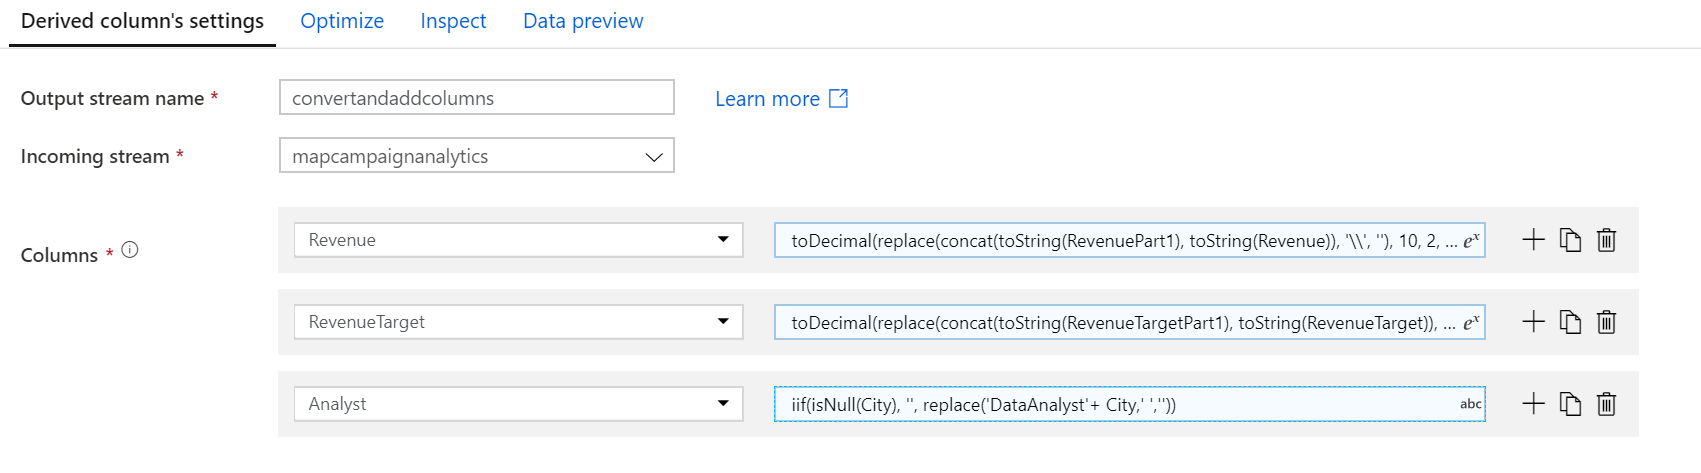 Derived column's settings Optimize Inspect Data preview
Output stream name * convertandaddcolumns Learn more
Incoming stream * mapcampaignanalytics
Columns * Revenue toDecimal(replace(concat(toString(RevenuePart1), toString(Revenue)), '\\', ''), 10, 2, ... eˣ
RevenueTarget toDecimal(replace(concat(toString(RevenueTargetPart1), toString(RevenueTarget)), ... eˣ
Analyst iif(isNull(City), '', replace('DataAnalyst'+ City,' ','')) abc